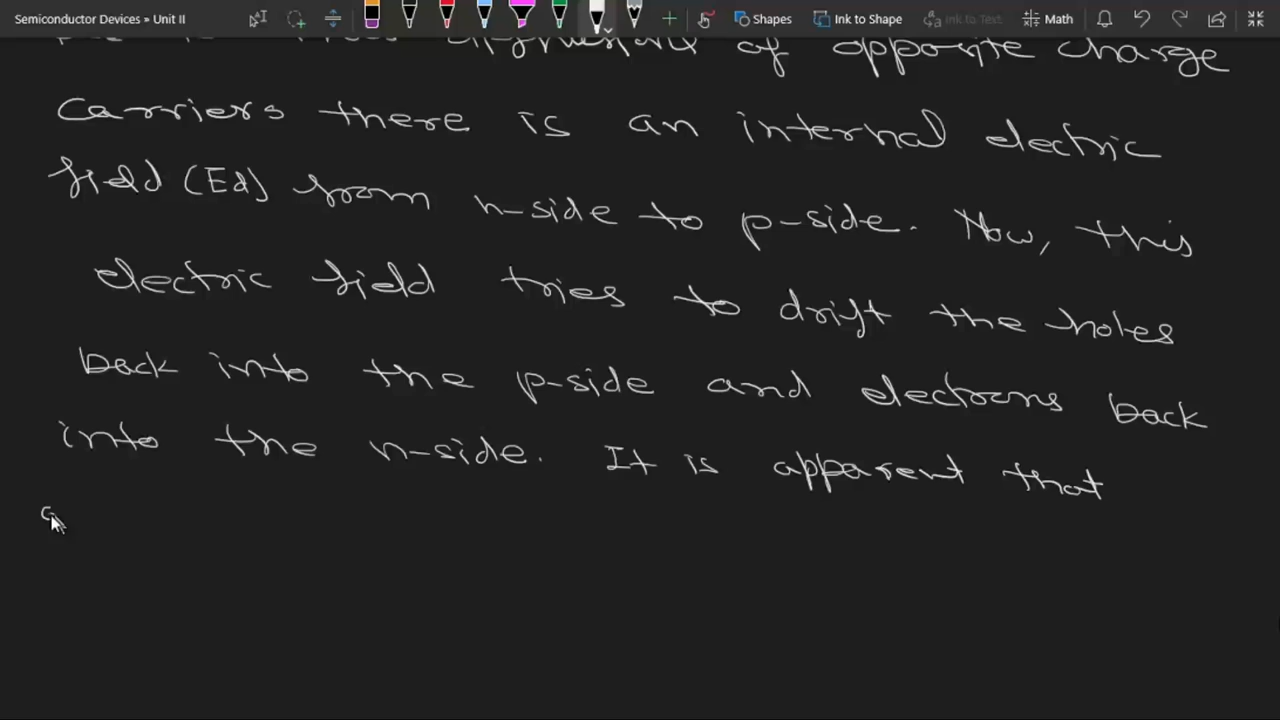 Semiconductor Devices » Unit II
Shapes
Ink to Shape
Ink to Text
Math
of opposite charge
carriers there is an internal electric
field (Ed) from n-side to p-side. Now, this
electric field tries to drift the holes
back into the p-side and electrons back
into the n-side. It is apparent that